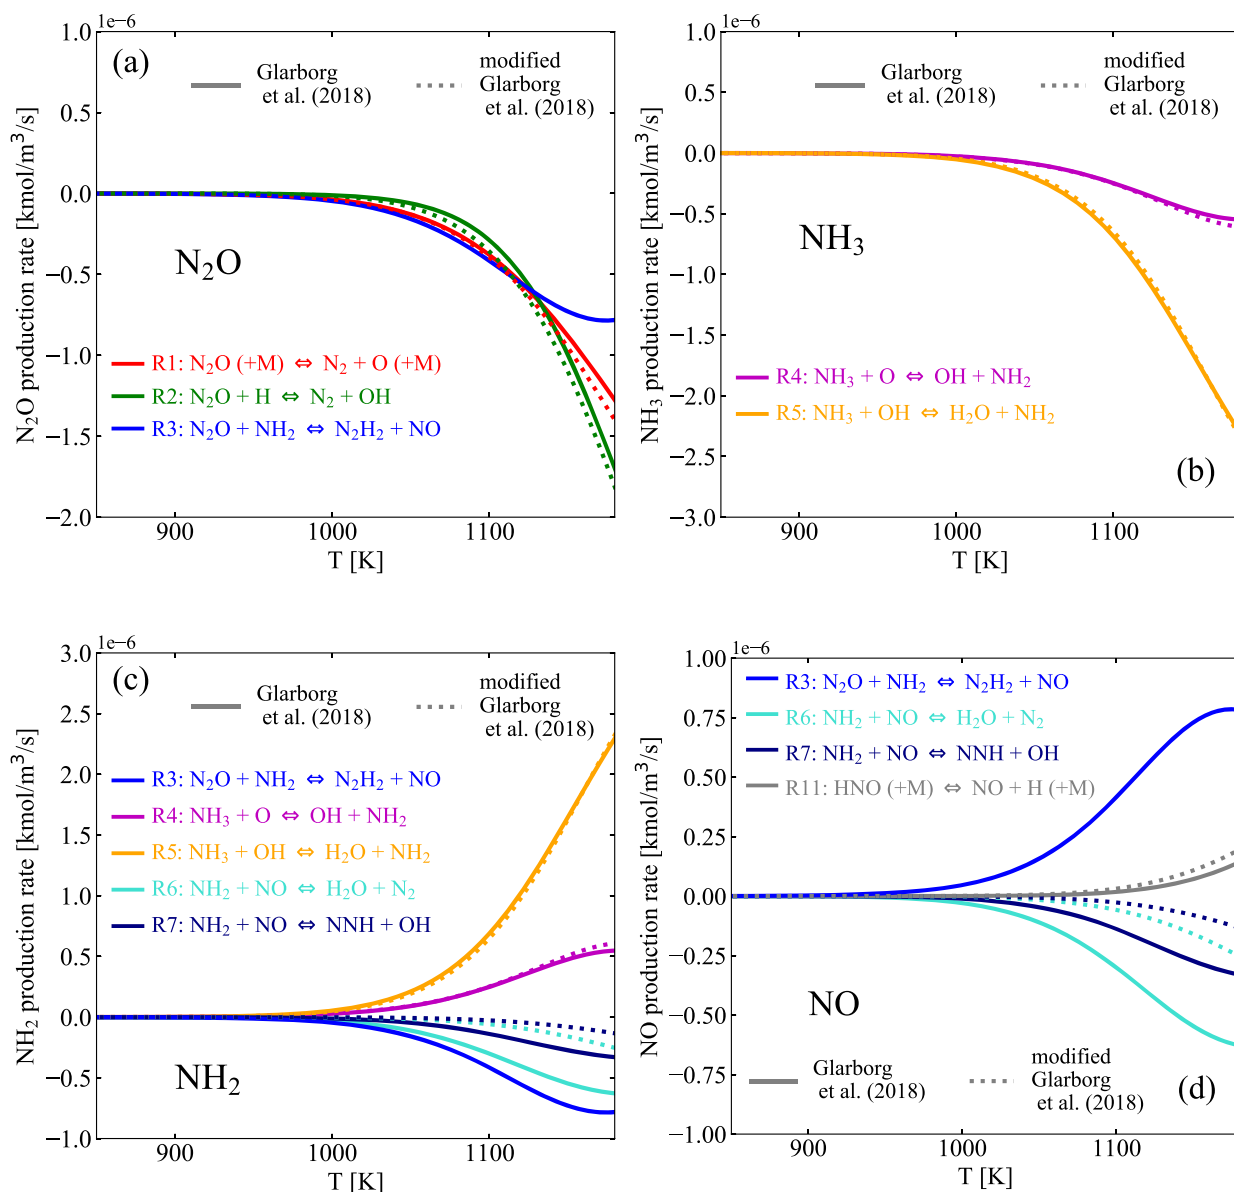 1e−6
1.0
0.5
0.0
−0.5
−1.0
−1.5
−2.0
N₂O production rate [kmol/m³/s]
(a)
Glarborg
et al. (2018)
modified
Glarborg
et al. (2018)
N₂O
R1: N₂O (+M) ⇔ N₂ + O (+M)
R2: N₂O + H ⇔ N₂ + OH
R3: N₂O + NH₂ ⇔ N₂H₂ + NO
900 1000 1100
T [K]
1e−6
1.0
0.5
0.0
−0.5
−1.0
−1.5
−2.0
−2.5
−3.0
NH₃ production rate [kmol/m³/s]
Glarborg
et al. (2018)
modified
Glarborg
et al. (2018)
NH₃
R4: NH₃ + O ⇔ OH + NH₂
R5: NH₃ + OH ⇔ H₂O + NH₂
(b)
900 1000 1100
T [K]
1e−6
3.0
2.5
2.0
1.5
1.0
0.5
0.0
−0.5
−1.0
NH₂ production rate [kmol/m³/s]
(c)
Glarborg
et al. (2018)
modified
Glarborg
et al. (2018)
R3: N₂O + NH₂ ⇔ N₂H₂ + NO
R4: NH₃ + O ⇔ OH + NH₂
R5: NH₃ + OH ⇔ H₂O + NH₂
R6: NH₂ + NO ⇔ H₂O + N₂
R7: NH₂ + NO ⇔ NNH + OH
NH₂
900 1000 1100
T [K]
1e−6
1.00
0.75
0.50
0.25
0.00
−0.25
−0.50
−0.75
−1.00
NO production rate [kmol/m³/s]
R3: N₂O + NH₂ ⇔ N₂H₂ + NO
R6: NH₂ + NO ⇔ H₂O + N₂
R7: NH₂ + NO ⇔ NNH + OH
R11: HNO (+M) ⇔ NO + H (+M)
NO
Glarborg
et al. (2018)
modified
Glarborg
et al. (2018)
(d)
900 1000 1100
T [K]